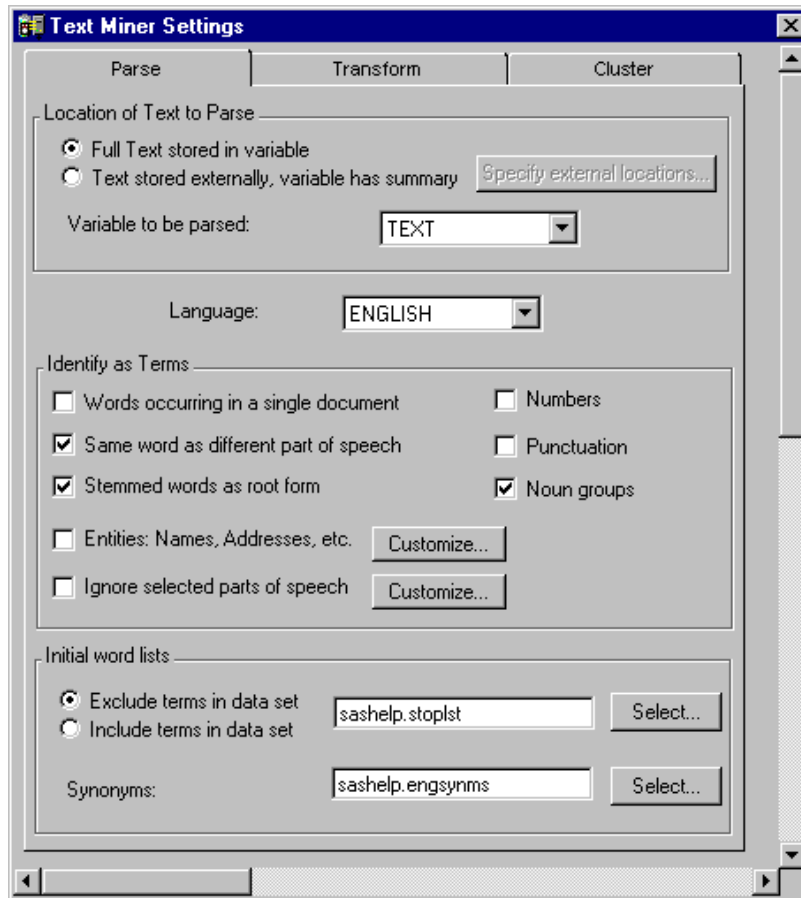 Text Miner Settings
Parse Transform Cluster
Location of Text to Parse
Full Text stored in variable
Text stored externally, variable has summary Specify external locations...
Variable to be parsed: TEXT
Language: ENGLISH
Identify as Terms
Words occurring in a single document Numbers
Same word as different part of speech Punctuation
Stemmed words as root form Noun groups
Entities: Names, Addresses, etc. Customize...
Ignore selected parts of speech Customize...
Initial word lists
Exclude terms in data set sashelp.stoplst Select...
Include terms in data set
Synonyms: sashelp.engsynms Select...